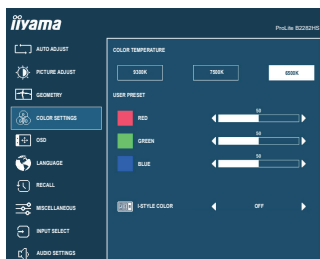 iiyama
ProLite B2282HS
AUTO ADJUST
PICTURE ADJUST
GEOMETRY
COLOR SETTINGS
OSD
LANGUAGE
RECALL
MISCELLANEOUS
INPUT SELECT
AUDIO SETTINGS
COLOR TEMPERATURE
9300K 7500K 6500K
USER PRESET
50
RED
50
GREEN
50
BLUE
I-STYLE COLOR OFF